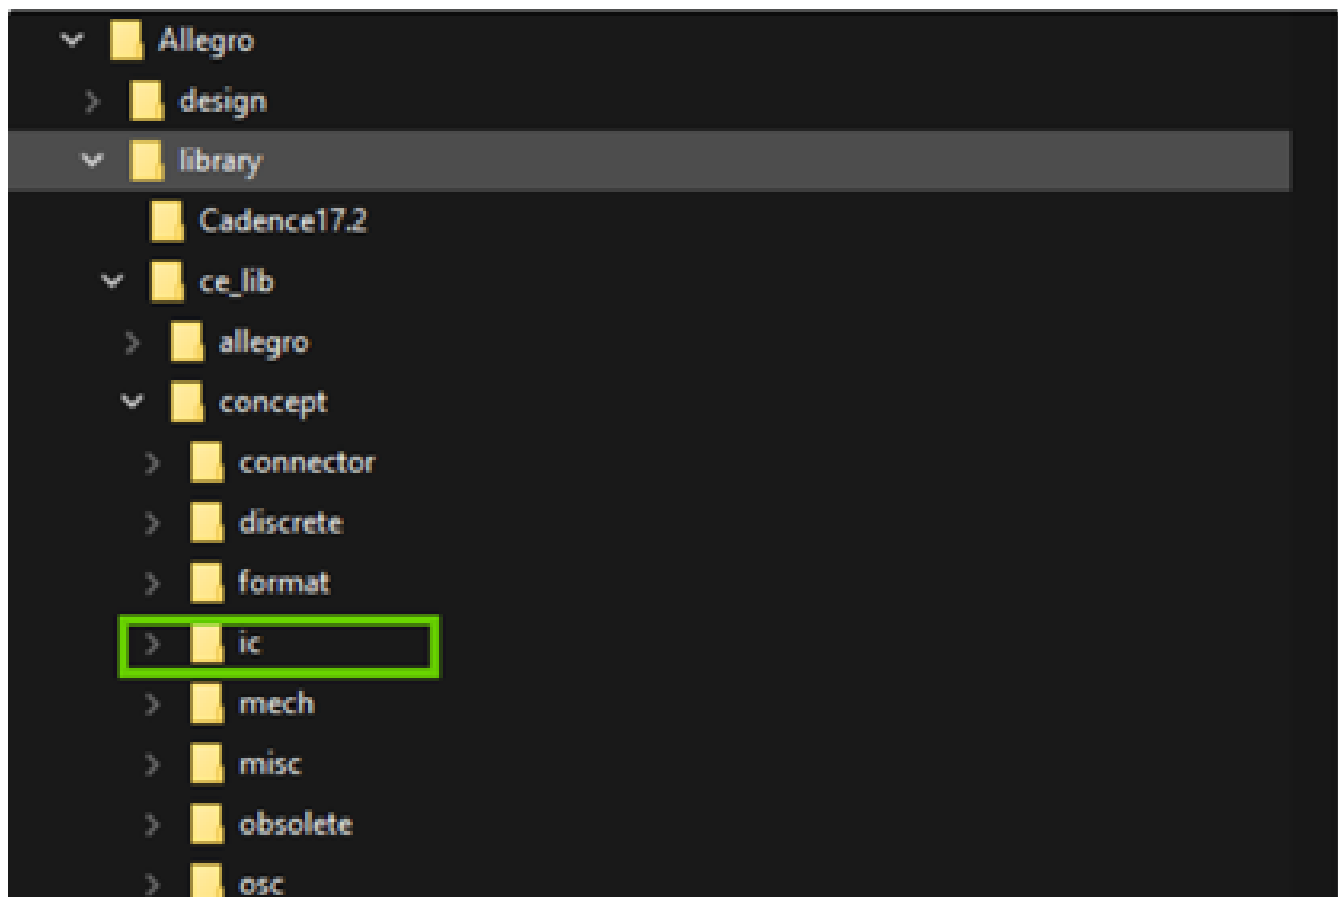 Allegro
design
library
Cadence17.2
ce_lib
allegro
concept
connector
discrete
format
ic
mech
misc
obsolete
osc